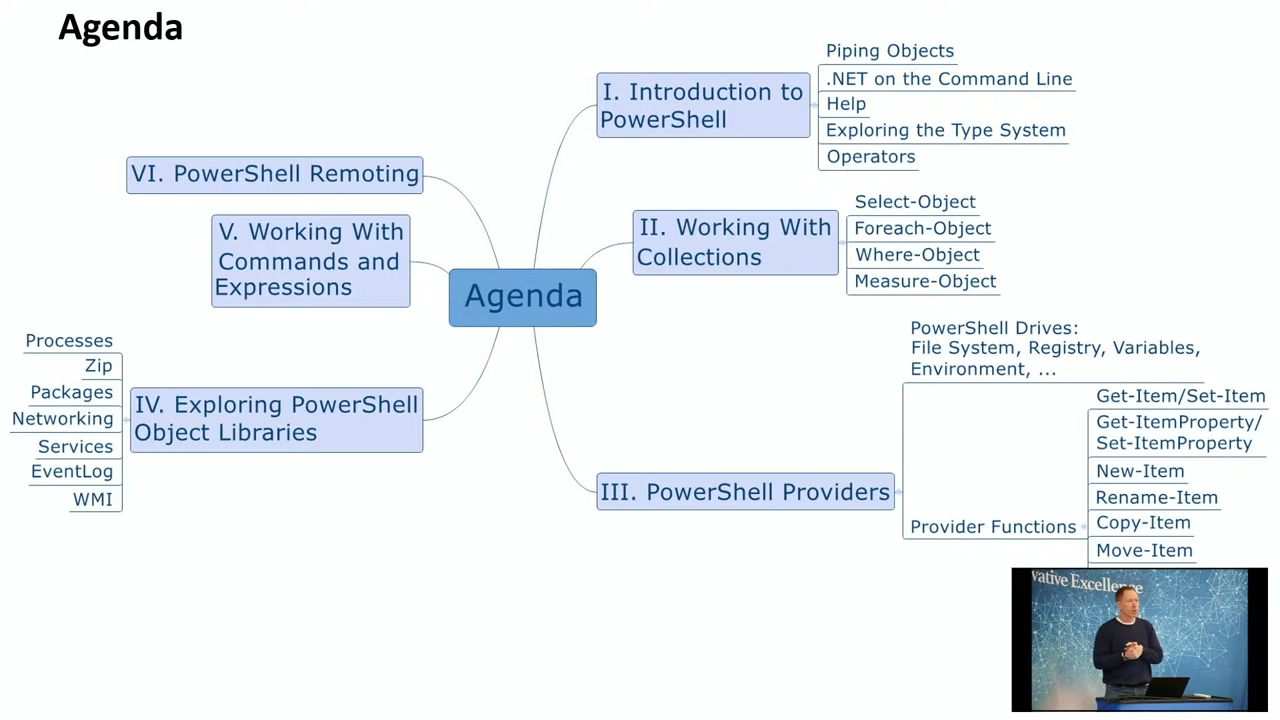 Agenda
Agenda
I. Introduction to
PowerShell
Piping Objects
.NET on the Command Line
Help
Exploring the Type System
Operators
II. Working With
Collections
Select-Object
Foreach-Object
Where-Object
Measure-Object
III. PowerShell Providers
PowerShell Drives:
File System, Registry, Variables,
Environment, ...
Provider Functions
Get-Item/Set-Item
Get-ItemProperty/
Set-ItemProperty
New-Item
Rename-Item
Copy-Item
Move-Item
IV. Exploring PowerShell
Object Libraries
Processes
Zip
Packages
Networking
Services
EventLog
WMI
V. Working With
Commands and
Expressions
VI. PowerShell Remoting
vative Excellence